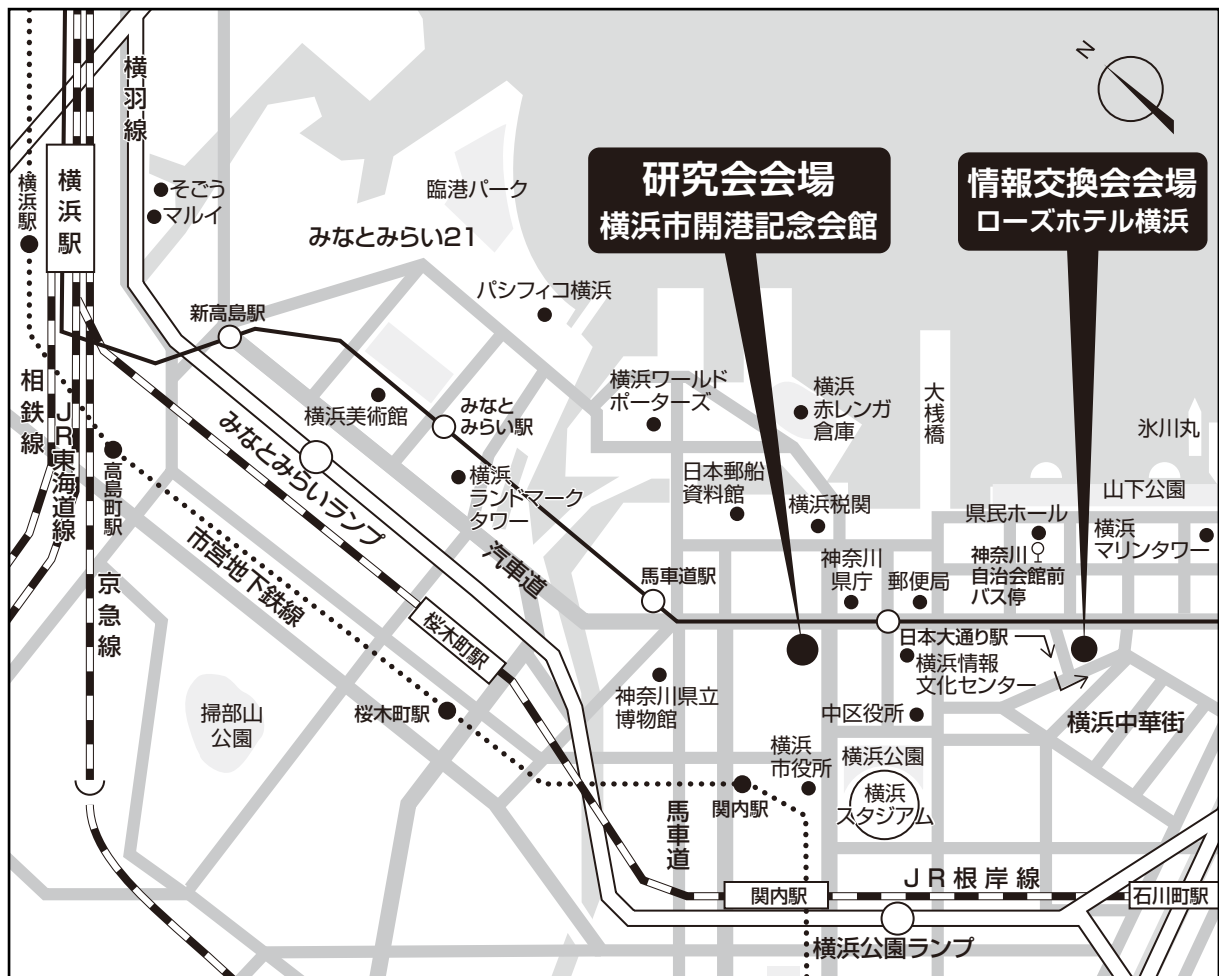 横羽線
N
横浜駅
横浜駅
そごう
マルイ
臨港パーク
みなとみらい21
研究会会場
横浜市開港記念会館
情報交換会会場
ローズホテル横浜
新高島駅
パシフィコ横浜
相鉄線
JR東海道線
高島町駅
京急線
横浜美術館
みなと
みらい駅
みなとみらいランプ
横浜
ランドマーク
タワー
横浜ワールド
ポーターズ
横浜
赤レンガ
倉庫
大桟橋
氷川丸
日本郵船
資料館
横浜税関
山下公園
県民ホール
横浜
マリンタワー
神奈川
自治会館前
バス停
市営地下鉄線
汽車道
馬車道駅
神奈川
県庁
郵便局
日本大通り駅
横浜情報
文化センター
桜木町駅
桜木町駅
掃部山
公園
神奈川県立
博物館
中区役所
横浜中華街
横浜
市役所
横浜公園
横浜
スタジアム
関内駅
馬車道
関内駅
JR根岸線
石川町駅
横浜公園ランプ